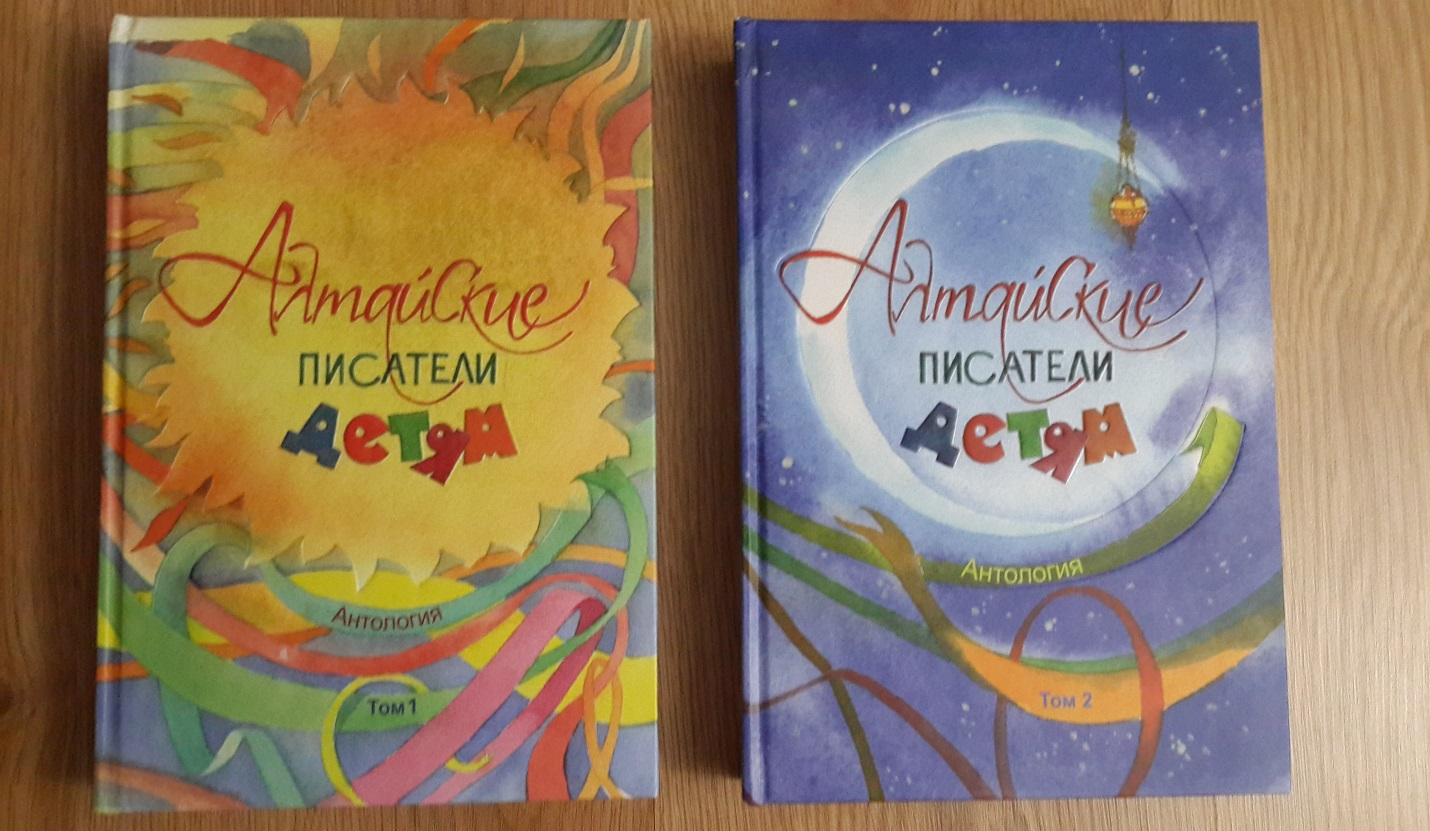 Алтайские
ПИСАТЕЛИ
детям
Антология
Том 1
Алтайские
ПИСАТЕЛИ
детям
Антология
Том 2